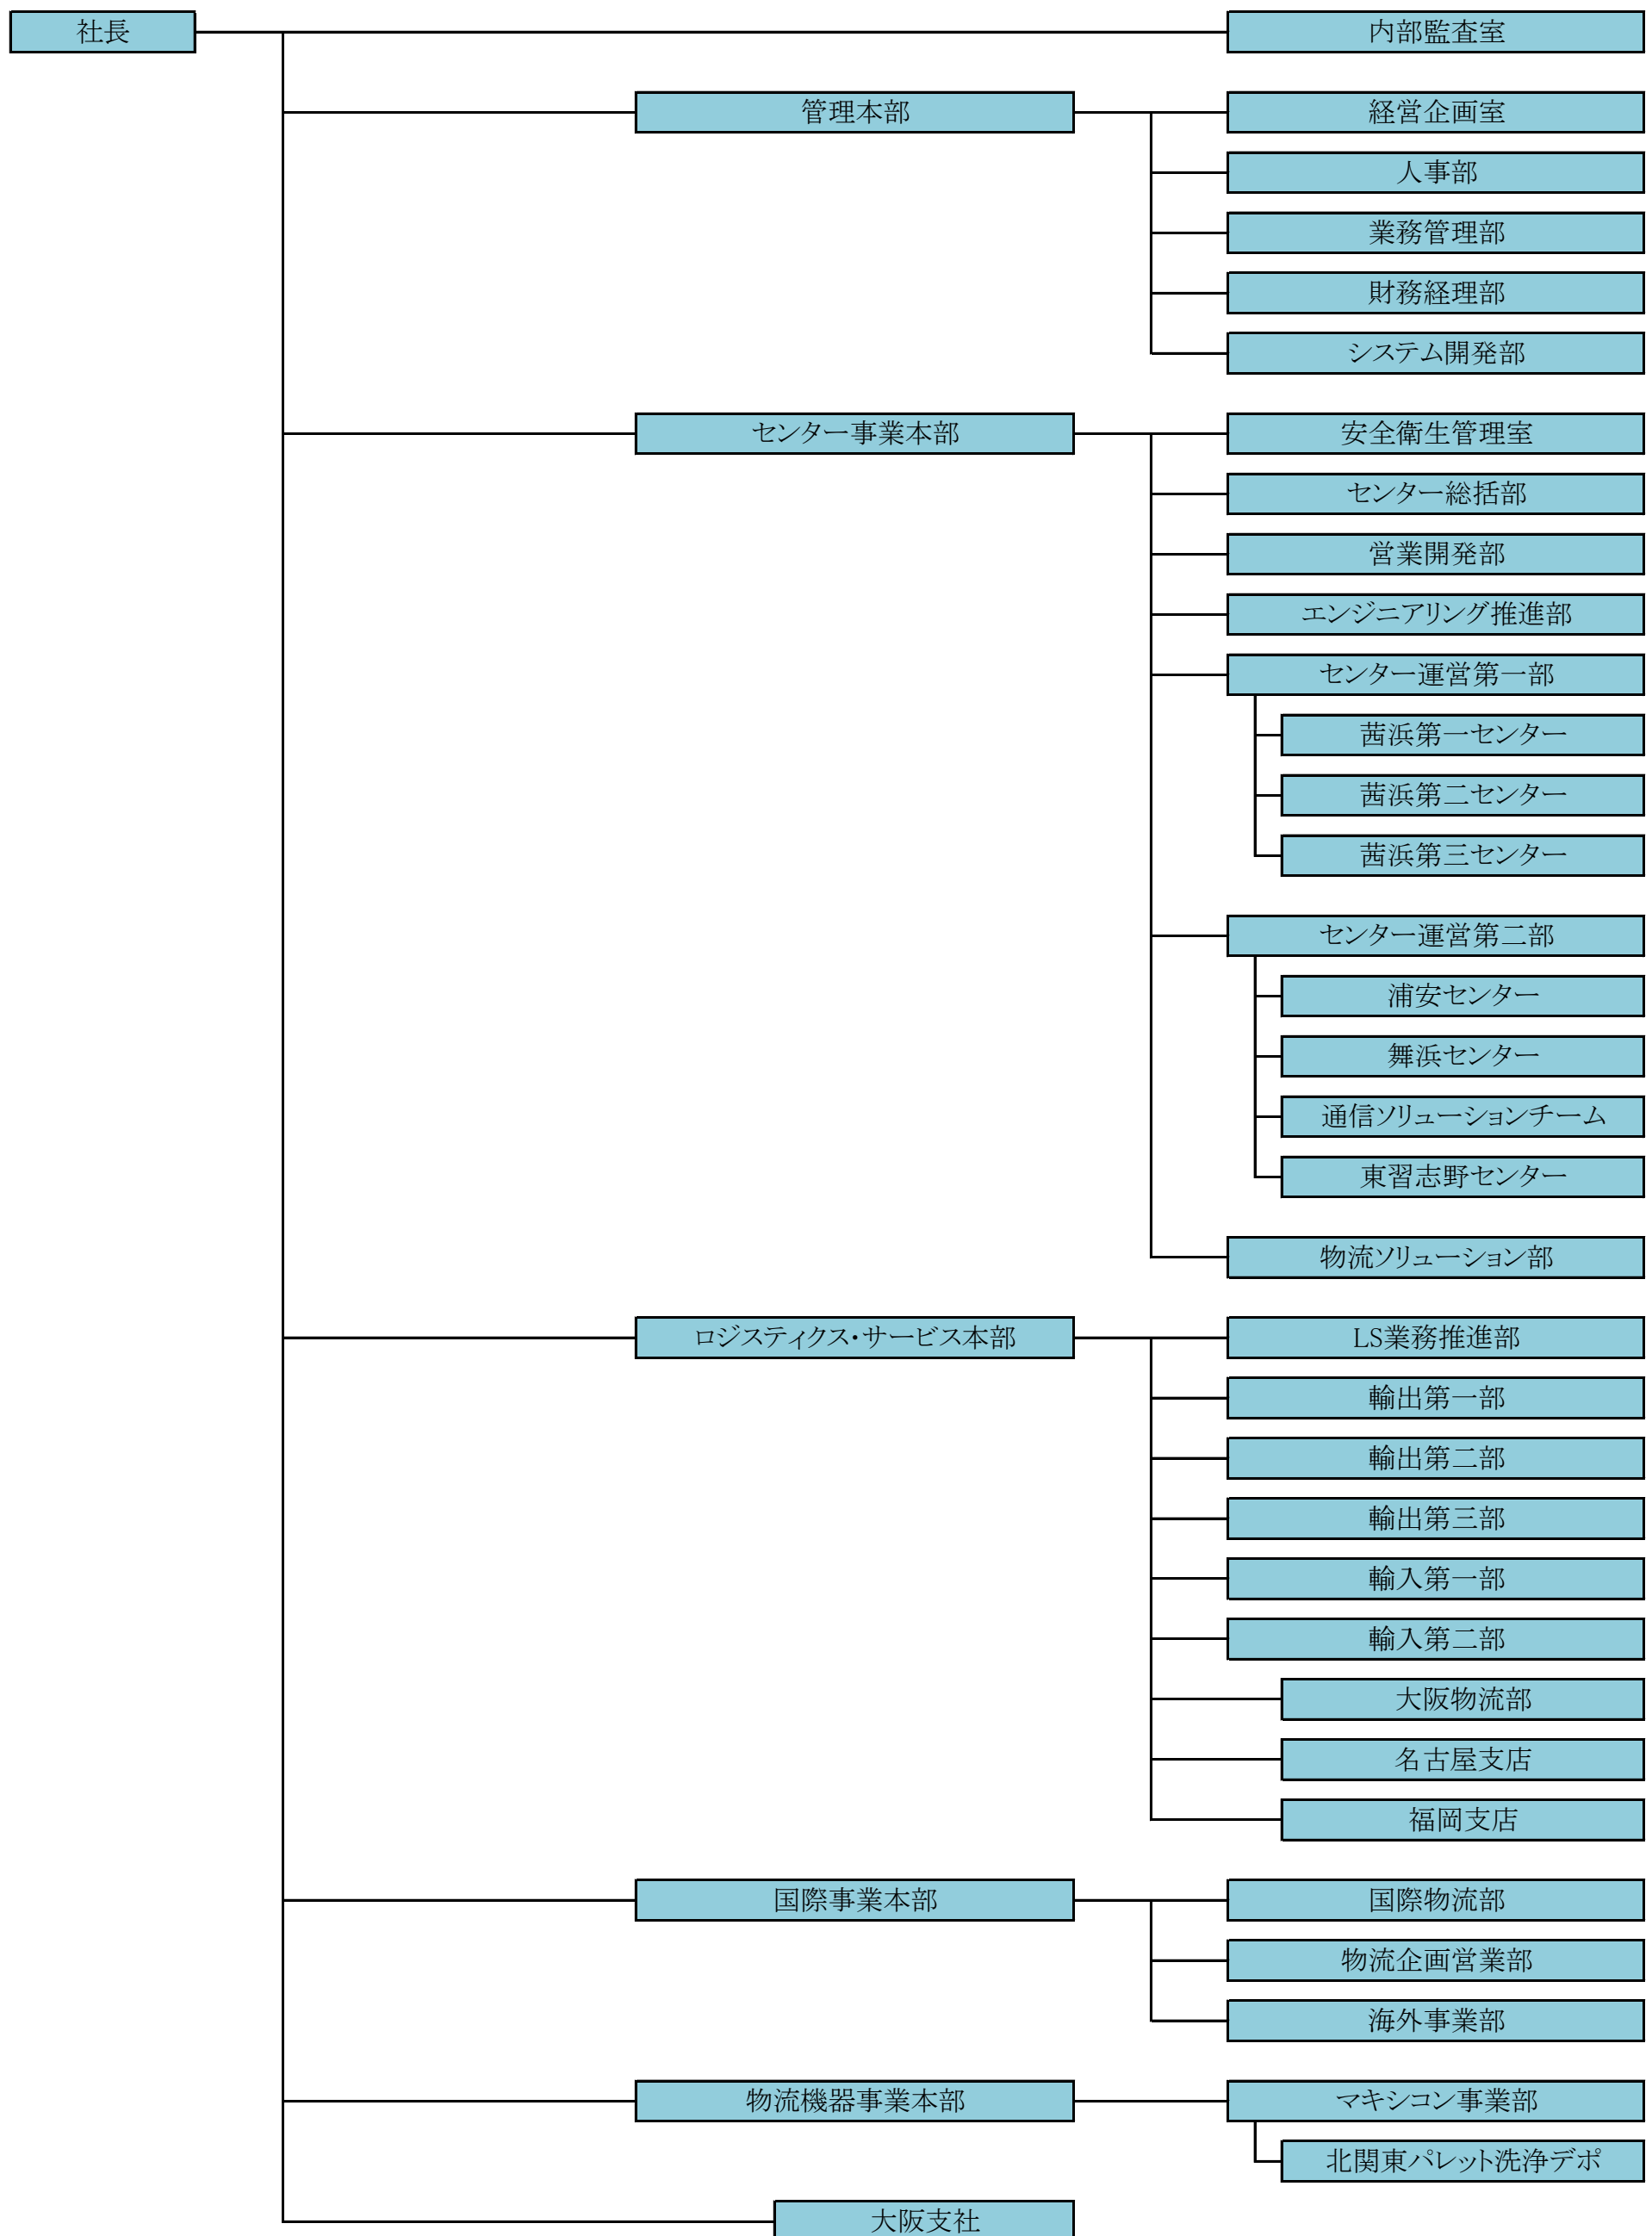 社長
内部監査室
管理本部
経営企画室
人事部
業務管理部
財務経理部
システム開発部
センター事業本部
安全衛生管理室
センター総括部
営業開発部
エンジニアリング推進部
センター運営第一部
茜浜第一センター
茜浜第二センター
茜浜第三センター
センター運営第二部
浦安センター
舞浜センター
通信ソリューションチーム
東習志野センター
物流ソリューション部
ロジスティクス・サービス本部
LS業務推進部
輸出第一部
輸出第二部
輸出第三部
輸入第一部
輸入第二部
大阪物流部
名古屋支店
福岡支店
国際事業本部
国際物流部
物流企画営業部
海外事業部
物流機器事業本部
マキシコン事業部
北関東パレット洗浄デポ
大阪支社